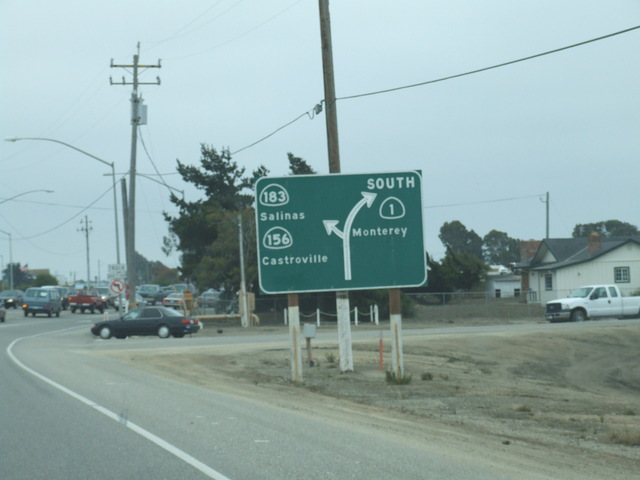 SOUTH
183
1
Salinas
Monterey
156
Castroville